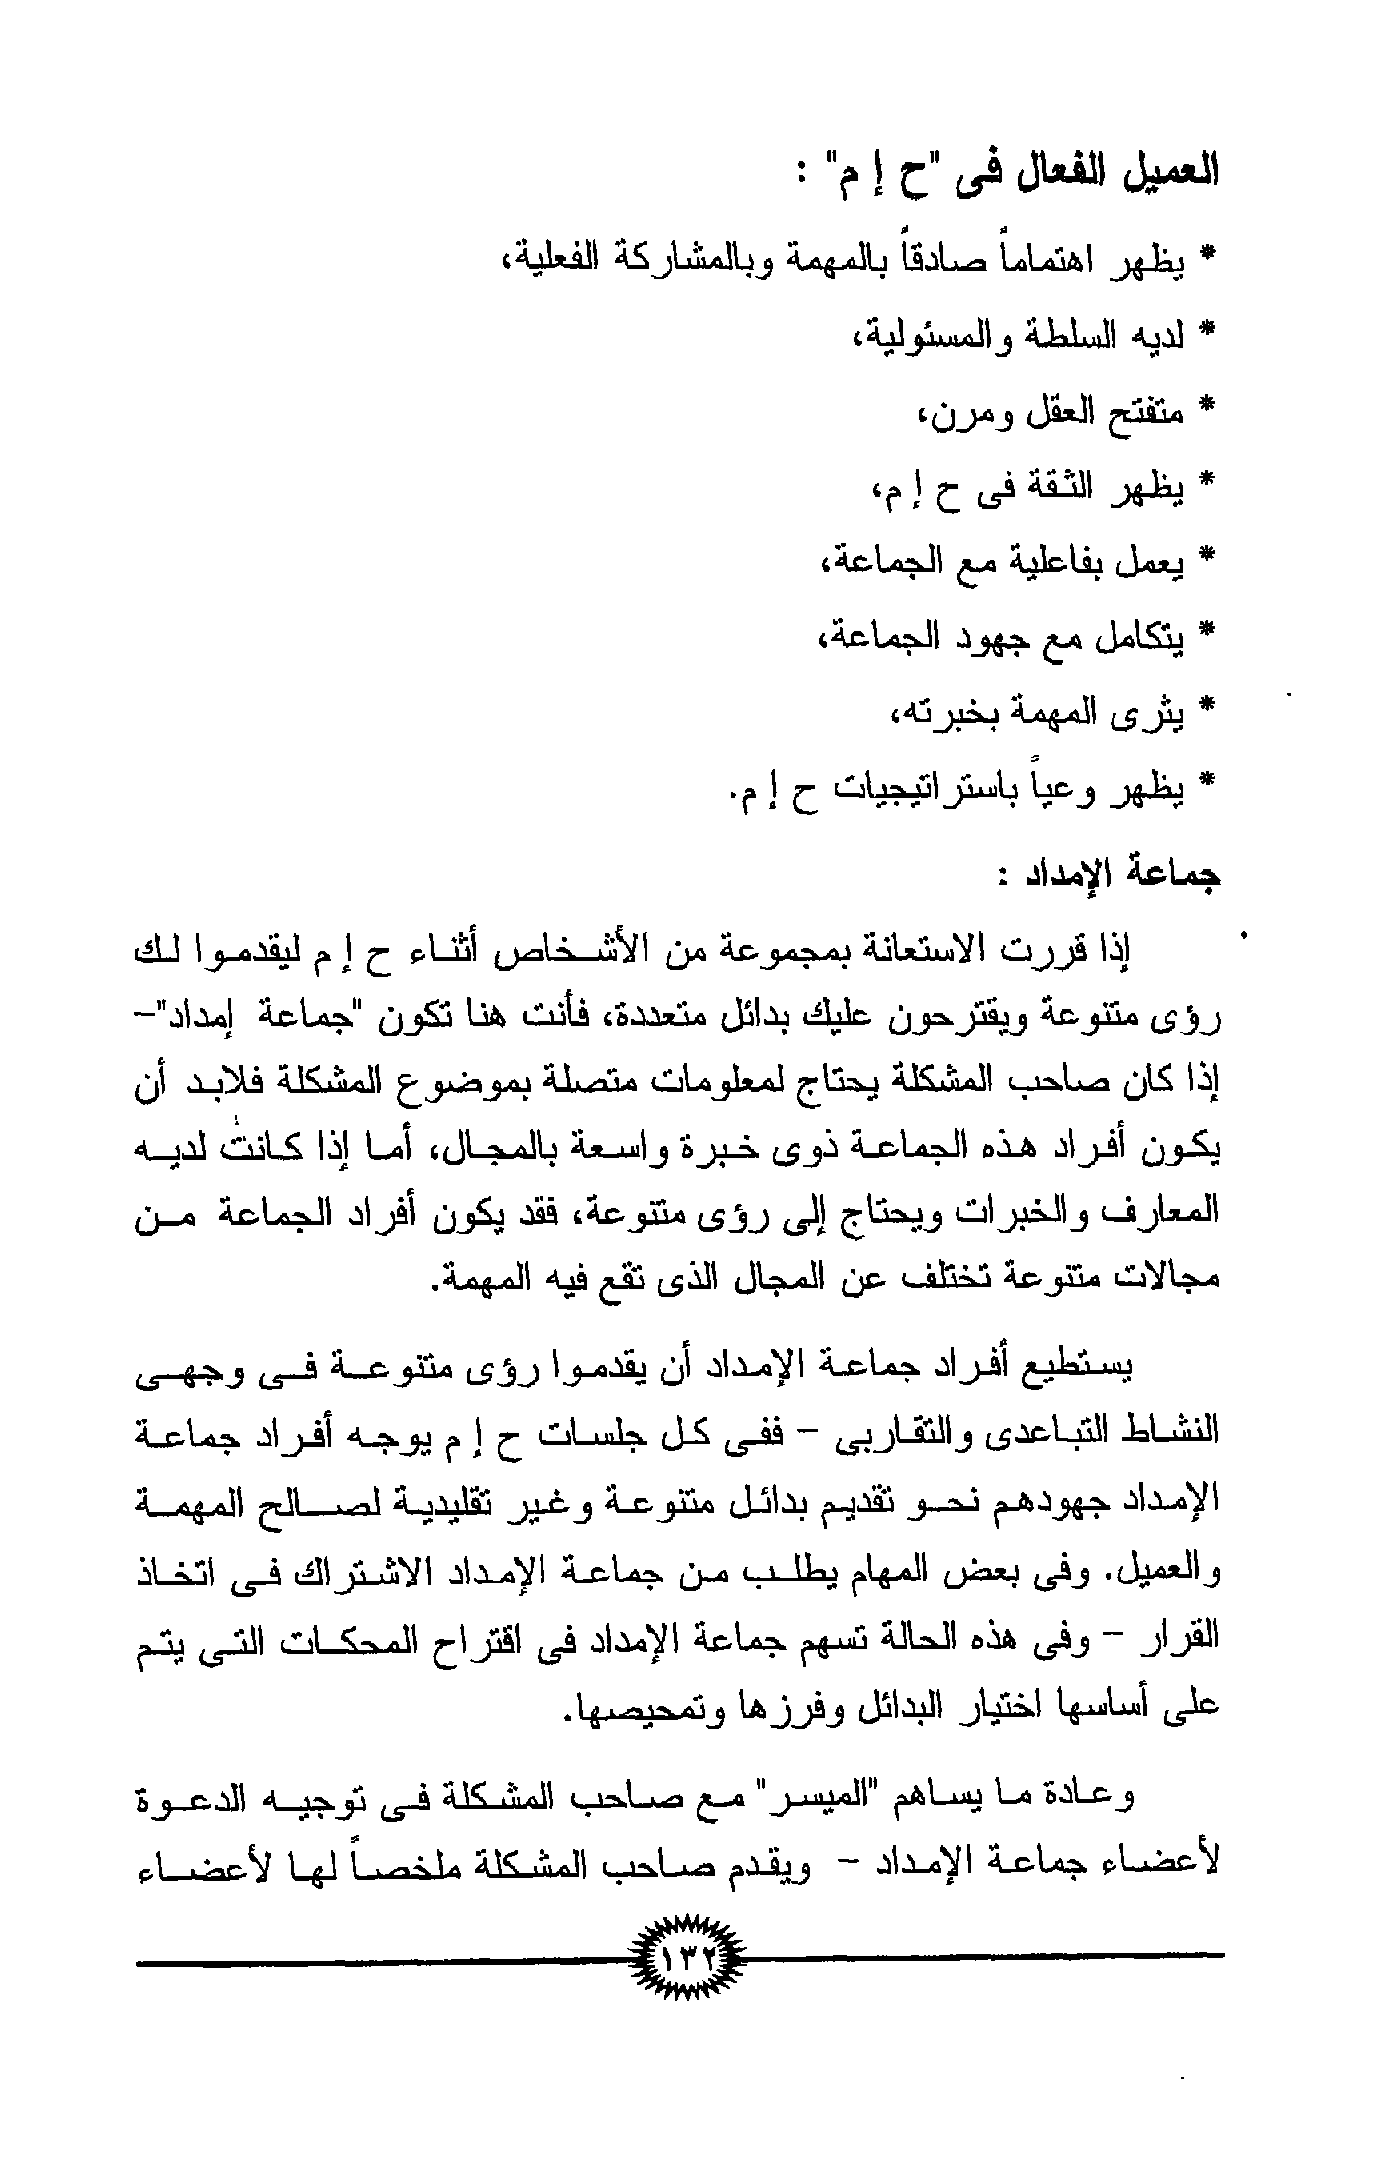 العميل الفعال فى "ح إ م" :
* يظهر اهتماماً صادقاً بالمهمة وبالمشاركة الفعلية،
* لديه السلطة والمسئولية،
* متفتح العقل ومرن،
* يظهر الثقة فى ح إ م،
* يعمل بفاعلية مع الجماعة،
* يتكامل مع جهود الجماعة،
* يثرى المهمة بخبرته،
* يظهر وعياً باستراتيجيات ح إ م.
جماعة الإمداد :
إذا قررت الاستعانة بمجموعة من الأشخاص أثناء ح إ م ليقدموا لك
رؤى متنوعة ويقترحون عليك بدائل متعددة، فأنت هنا تكون "جماعة إمداد"-
إذا كان صاحب المشكلة يحتاج لمعلومات متصلة بموضوع المشكلة فلابد أن
يكون أفراد هذه الجماعة ذوى خبرة واسعة بالمجال، أما إذا كانت لديه
المعارف والخبرات ويحتاج إلى رؤى متنوعة، فقد يكون أفراد الجماعة من
مجالات متنوعة تختلف عن المجال الذى تقع فيه المهمة.
يستطيع أفراد جماعة الإمداد أن يقدموا رؤى متنوعة فى وجهى
النشاط التباعدى والتقاربى - ففى كل جلسات ح إ م يوجه أفراد جماعة
الإمداد جهودهم نحو تقديم بدائل متنوعة وغير تقليدية لصالح المهمة
والعميل. وفى بعض المهام يطلب من جماعة الإمداد الاشتراك فى اتخاذ
القرار - وفى هذه الحالة تسهم جماعة الإمداد فى اقتراح المحكات التى يتم
على أساسها اختيار البدائل وفرزها وتمحيصها.
وعادة ما يساهم "الميسر" مع صاحب المشكلة فى توجيه الدعوة
لأعضاء جماعة الإمداد - ويقدم صاحب المشكلة ملخصاً لها لأعضاء
١٣٢